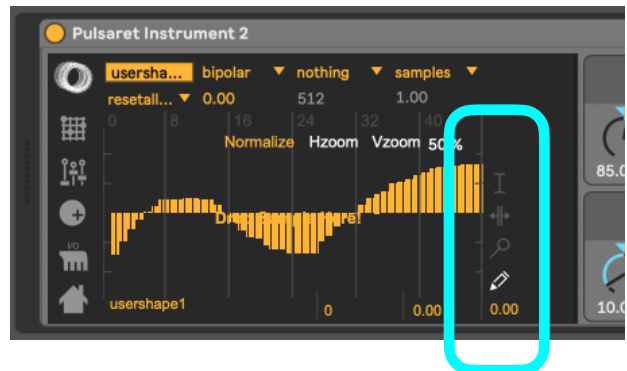 Pulsaret Instrument 2
usersha... bipolar nothing samples
resetall... 0.00 512 1.00
0 8 16 24 32 40
Normalize Hzoom Vzoom 50%
85.0
I/O
usershape1 0 0.00 0.00
10.0